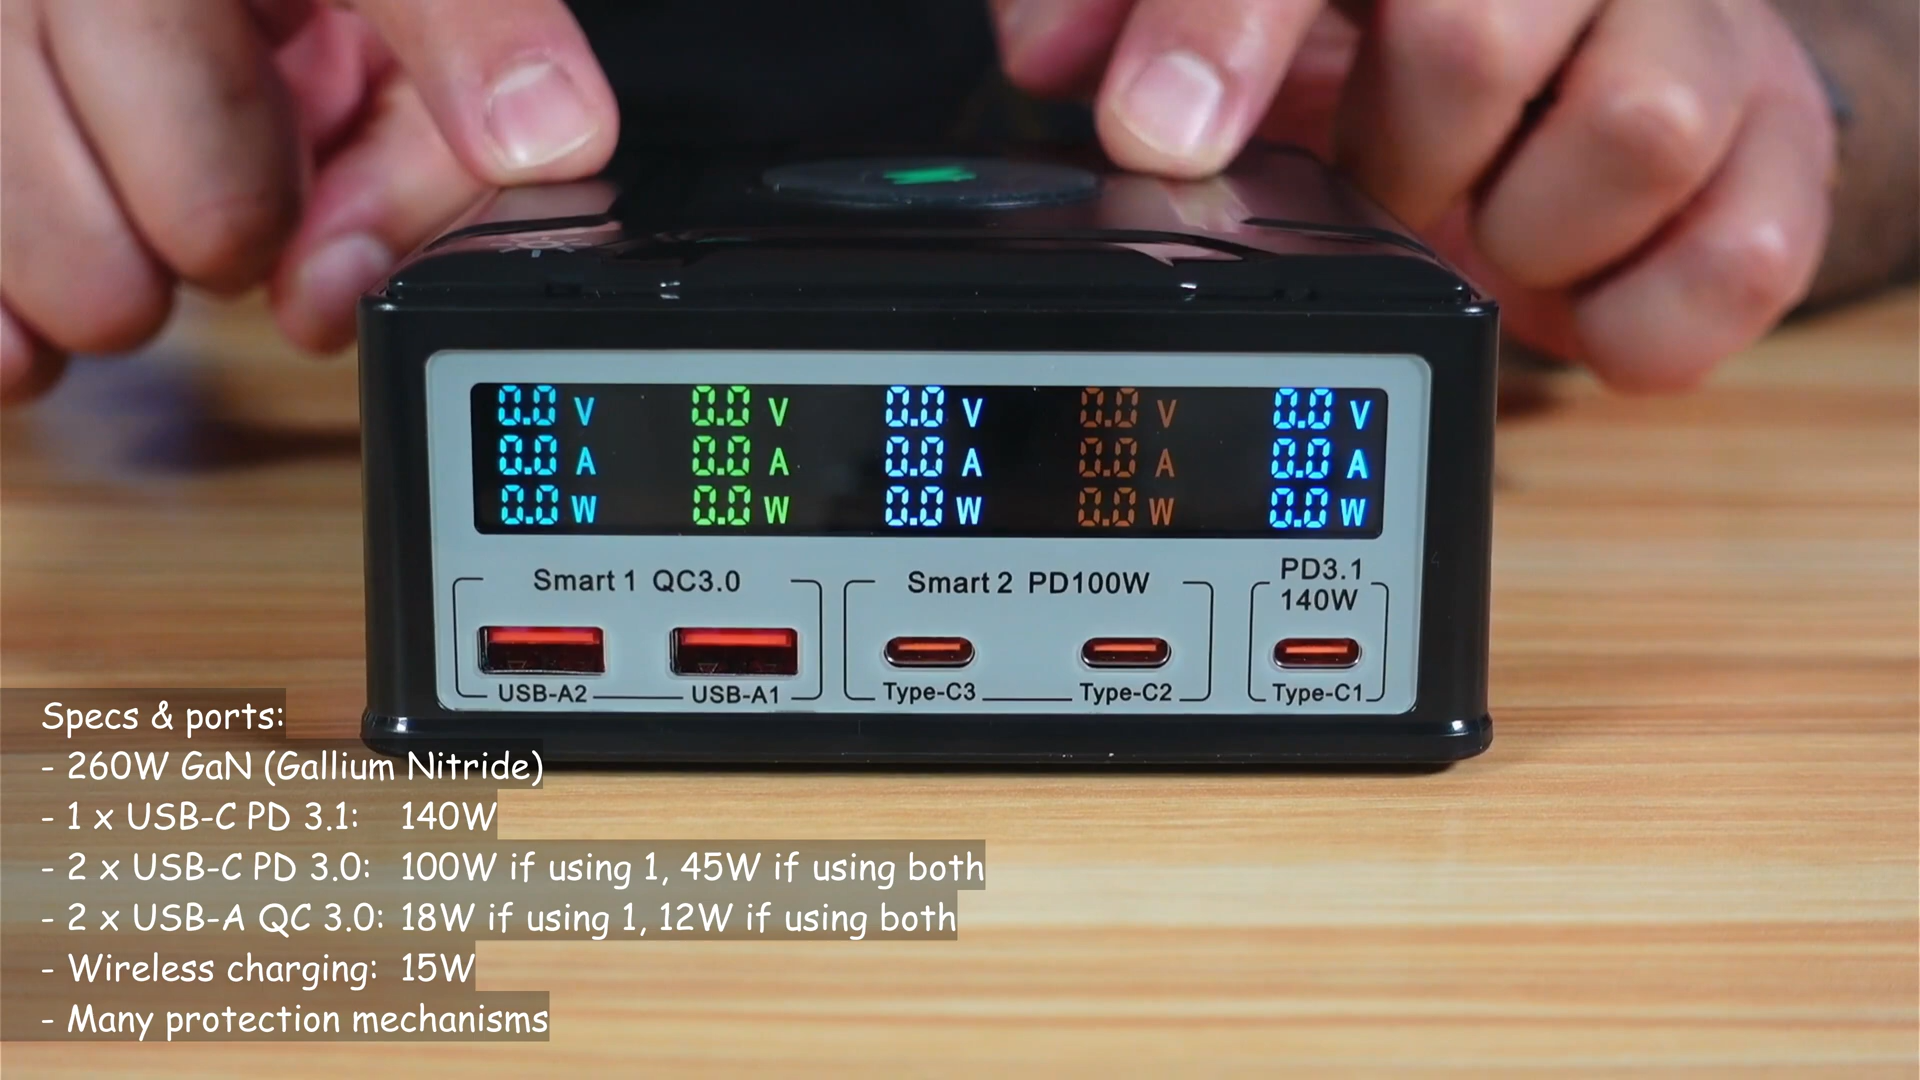 0.0 V 0.0 V 0.0 V 0.0 V 0.0 V
0.0 A 0.0 A 0.0 A 0.0 A 0.0 A
0.0 W 0.0 W 0.0 W 0.0 W 0.0 W
Smart 1 QC3.0
USB-A2 USB-A1
Smart 2 PD100W
Type-C3 Type-C2
PD3.1
140W
Type-C1
Specs & ports:
- 260W GaN (Gallium Nitride)
- 1 x USB-C PD 3.1: 140W
- 2 x USB-C PD 3.0: 100W if using 1, 45W if using both
- 2 x USB-A QC 3.0: 18W if using 1, 12W if using both
- Wireless charging: 15W
- Many protection mechanisms